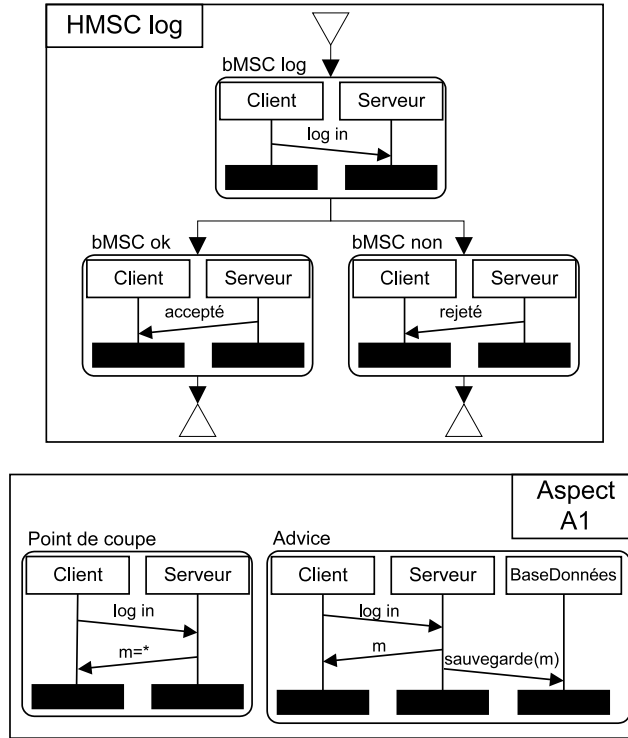 HMSC log
bMSC log
Client Serveur
log in
bMSC ok
Client Serveur
accepté
bMSC non
Client Serveur
rejeté
Aspect
A1
Point de coupe
Client Serveur
log in
m=*
Advice
Client Serveur BaseDonnées
log in
m
sauvegarde(m)